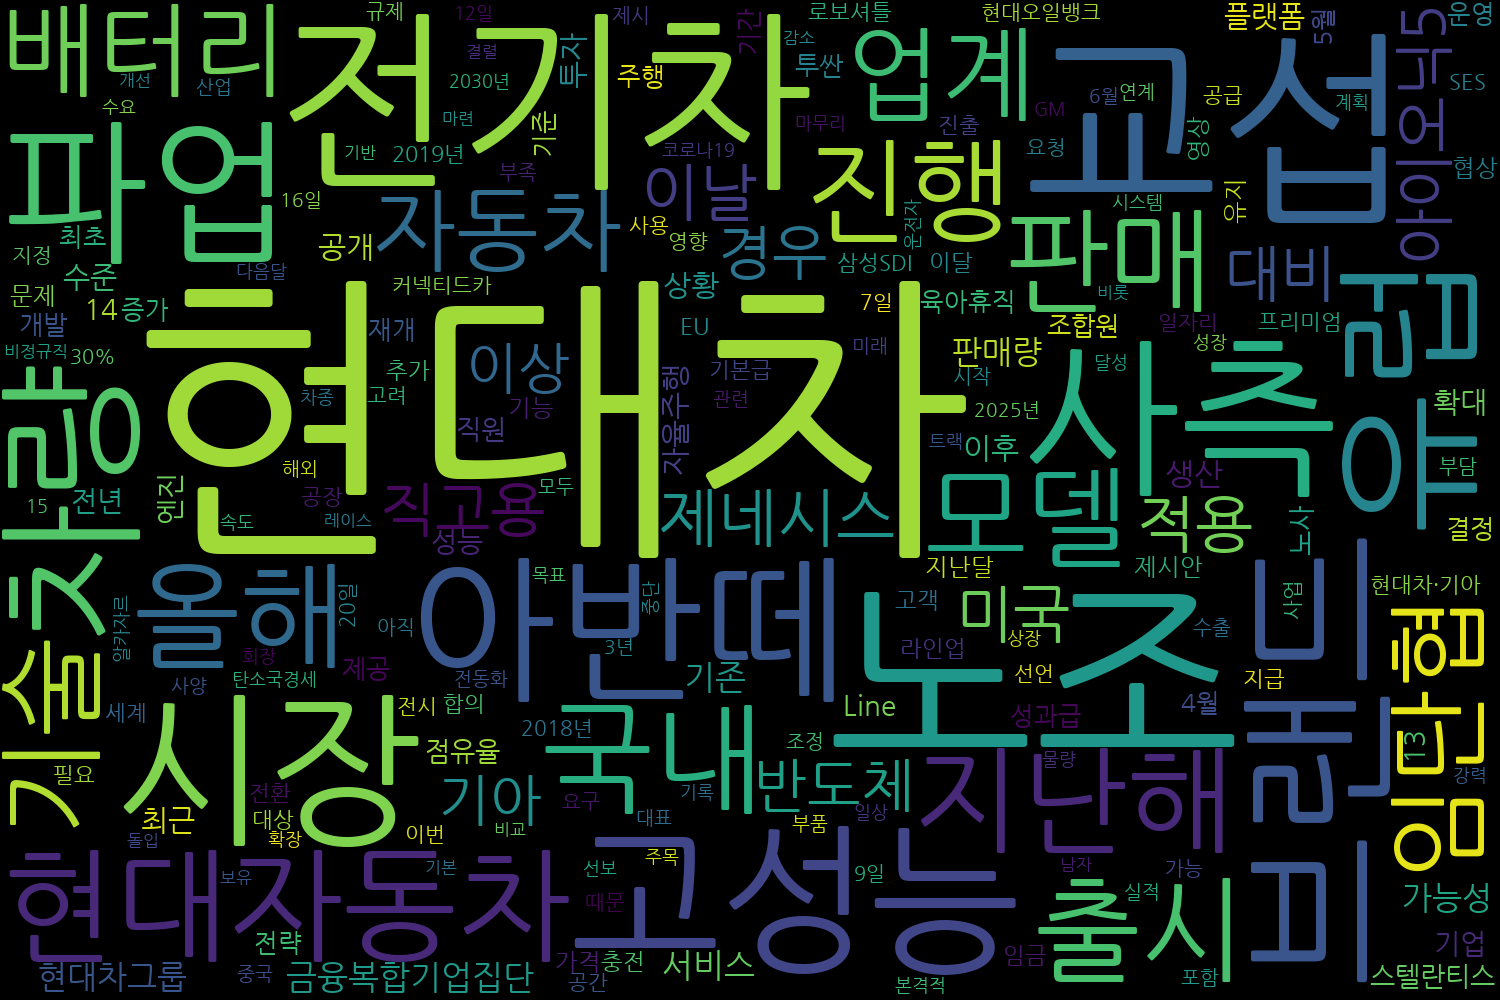 배터리
개선
산업
수요
규제
12일
결렬
2030년
마련
전기차
제시
기간
감소
투자
주행
기준
로보셔틀
투싼
업계
현대오일뱅크
GM
6월
연계
교섭
플랫폼
5월
운영
SES
공급
계획
아이오닉5
파업
최초
지정
수준
기반
2019년
부족
16일
공개
자동차
코로나19
마무리
진출
이날
사용
영향
진행
요청
영상
시스템
유지
협상
운전자
경우
삼성SDI
이달
판매
비롯
대비
유럽
문제
14
증가
다음달
커넥티드카
상황
7일
육아휴직
조합원
일자리
프리미엄
개발
비정규직
30%
재개
EU
미래
판매량
성장
현대차
차종
추가
고려
이상
기본급
관련
시작
달성
2025년
사측
확대
차량
기능
직원
자율주행
트랙
이후
생산
부담
해외
15
전년
엔진
공장
속도
레이스
직고용
모두
성능
제네시스
모델
적용
노사
결정
지난달
제시안
기술
알카자르
올해
20일
목표
중단
아직
아반떼
고객
미국
수출
사업
현대차·기아
노조
3년
라인업
상장
선언
지급
임단협
사양
회장
탄소국경세
제공
전동화
기존
세계
전시
합의
Line
성과급
4월
브랜드
13
시장
2018년
점유율
국내
조정
필요
전환
대상
기아
기록
반도체
물량
지난해
강력
최근
확장
이번
요구
비교
대표
부품
일상
돌입
현대자동차
보유
기본
선보
주목
고성능
9일
남자
가능
출시
실적
가능성
때문
전략
가격
충전
서비스
임금
기업
현대차그룹
중국
금융복합기업집단
공간
본격적
포함
스텔란티스